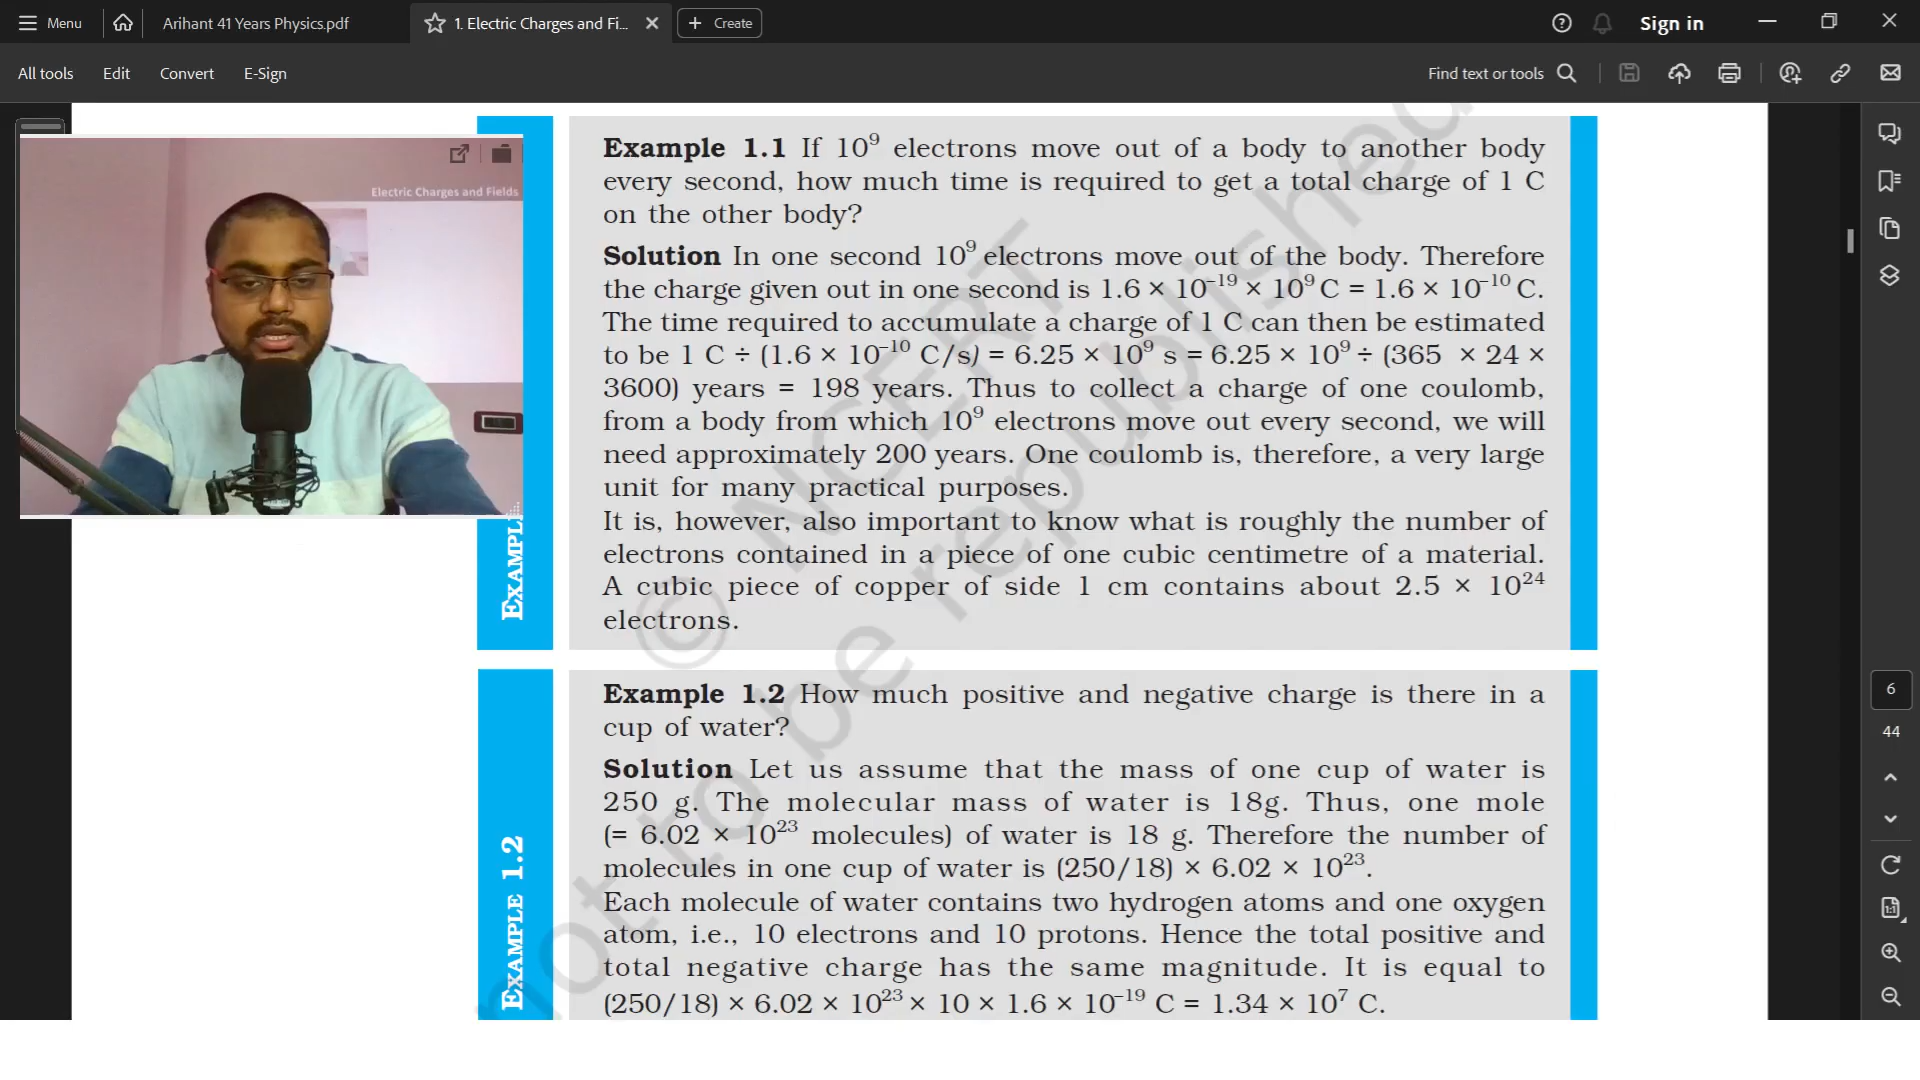 Menu
Arihant 41 Years Physics.pdf
1. Electric Charges and Fi...
Create
Sign in
All tools
Edit
Convert
E-Sign
Find text or tools
Electric Charges and Fields
Example 1.1 If 10⁹ electrons move out of a body to another body
every second, how much time is required to get a total charge of 1 C
on the other body?
Solution In one second 10⁹ electrons move out of the body. Therefore
the charge given out in one second is 1.6 × 10⁻¹⁹ × 10⁹ C = 1.6 × 10⁻¹⁰ C.
The time required to accumulate a charge of 1 C can then be estimated
to be 1 C ÷ (1.6 × 10⁻¹⁰ C/s) = 6.25 × 10⁹ s = 6.25 × 10⁹ ÷ (365 × 24 ×
3600) years = 198 years. Thus to collect a charge of one coulomb,
from a body from which 10⁹ electrons move out every second, we will
need approximately 200 years. One coulomb is, therefore, a very large
unit for many practical purposes.
It is, however, also important to know what is roughly the number of
electrons contained in a piece of one cubic centimetre of a material.
A cubic piece of copper of side 1 cm contains about 2.5 × 10²⁴
electrons.
EXAMPL
Example 1.2 How much positive and negative charge is there in a
cup of water?
Solution Let us assume that the mass of one cup of water is
250 g. The molecular mass of water is 18g. Thus, one mole
(= 6.02 × 10²³ molecules) of water is 18 g. Therefore the number of
molecules in one cup of water is (250/18) × 6.02 × 10²³.
Each molecule of water contains two hydrogen atoms and one oxygen
atom, i.e., 10 electrons and 10 protons. Hence the total positive and
total negative charge has the same magnitude. It is equal to
(250/18) × 6.02 × 10²³ × 10 × 1.6 × 10⁻¹⁹ C = 1.34 × 10⁷ C.
EXAMPLE 1.2
© NCERT
not to be republished
6
44
1:1